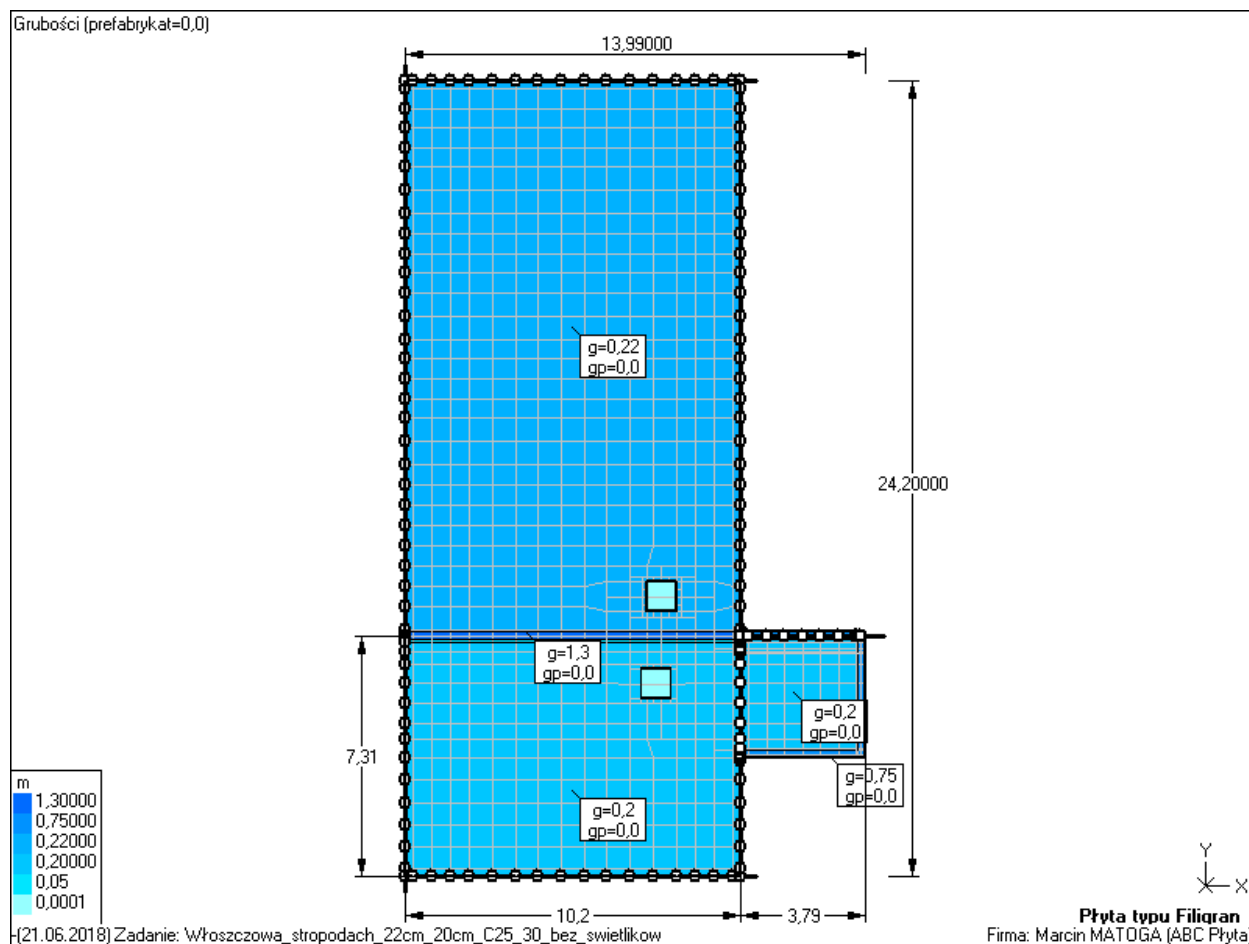 Grubości (prefabrykat=0,0)
13,99000
g=0,22
gp=0,0
24,20000
g=1,3
gp=0,0
g=0,2
gp=0,0
7,31
g=0,75
gp=0,0
g=0,2
gp=0,0
m
1,30000
0,75000
0,22000
0,20000
0,05
0,0001
Y
X
10,2
3,79
Płyta typu Filigran
-[21.06.2018] Zadanie: Włoszczowa_stropodach_22cm_20cm_C25_30_bez_swietlikow
Firma: Marcin MATOGA (ABC Płyta